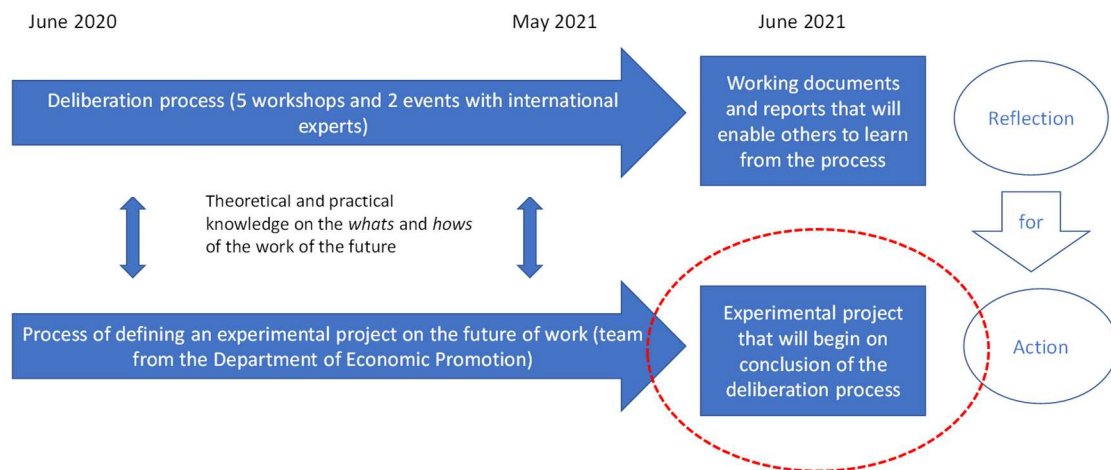 June 2020
May 2021
June 2021
Deliberation process (5 workshops and 2 events with international
experts)
Working documents
and reports that will
enable others to learn
from the process
Reflection
Theoretical and practical
knowledge on the whats and hows
of the work of the future
for
Process of defining an experimental project on the future of work (team
from the Department of Economic Promotion)
Experimental project
that will begin on
conclusion of the
deliberation process
Action